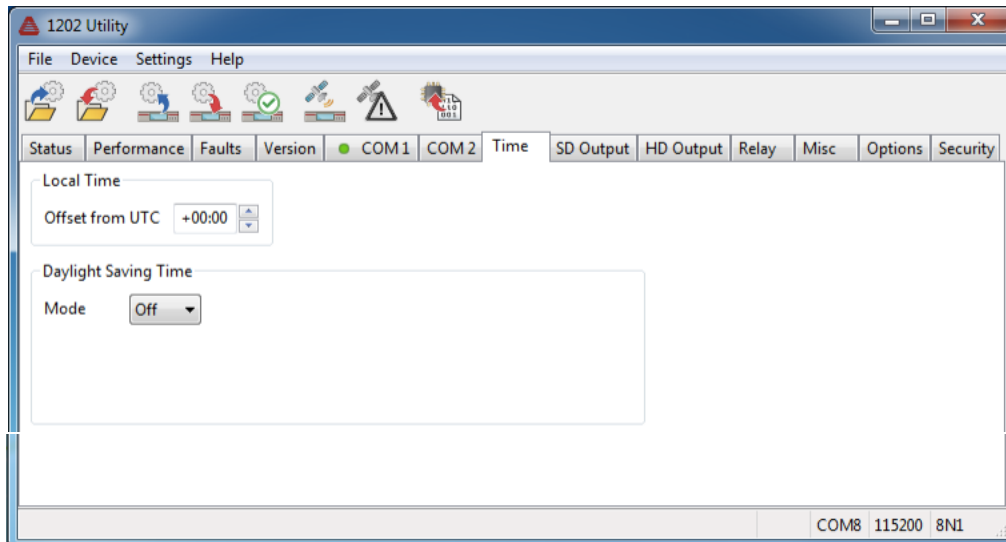 1202 Utility
File Device Settings Help
Status Performance Faults Version COM 1 COM 2 Time SD Output HD Output Relay Misc Options Security
Local Time
Offset from UTC +00:00
Daylight Saving Time
Mode Off
COM8 115200 8N1